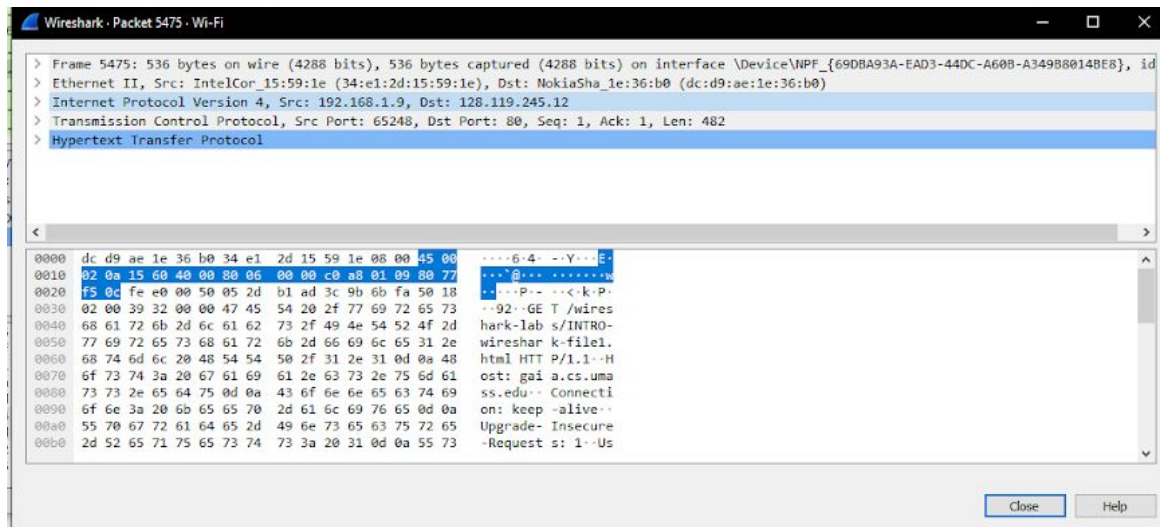 Wireshark · Packet 5475 · Wi-Fi
> Frame 5475: 536 bytes on wire (4288 bits), 536 bytes captured (4288 bits) on interface \Device\NPF_{69DBA93A-EAD3-44DC-A60B-A349B8014BE8}, id
> Ethernet II, Src: IntelCor_15:59:1e (34:e1:2d:15:59:1e), Dst: NokiaSha_1e:36:b0 (dc:d9:ae:1e:36:b0)
> Internet Protocol Version 4, Src: 192.168.1.9, Dst: 128.119.245.12
> Transmission Control Protocol, Src Port: 65248, Dst Port: 80, Seq: 1, Ack: 1, Len: 482
> Hypertext Transfer Protocol
0000 dc d9 ae 1e 36 b0 34 e1 2d 15 59 1e 08 00 45 00 ····6·4· -·Y···E·
0010 02 0a 15 60 40 00 80 06 00 00 c0 a8 01 09 80 77 ···`@··· ·······w
0020 f5 0c fe e0 00 50 05 2d b1 ad 3c 9b 6b fa 50 18 ·····P·- ··<·k·P·
0030 02 00 39 32 00 00 47 45 54 20 2f 77 69 72 65 73 ··92··GE T /wires
0040 68 61 72 6b 2d 6c 61 62 73 2f 49 4e 54 52 4f 2d hark-lab s/INTRO-
0050 77 69 72 65 73 68 61 72 6b 2d 66 69 6c 65 31 2e wireshar k-file1.
0060 68 74 6d 6c 20 48 54 54 50 2f 31 2e 31 0d 0a 48 html HTT P/1.1··H
0070 6f 73 74 3a 20 67 61 69 61 2e 63 73 2e 75 6d 61 ost: gai a.cs.uma
0080 73 73 2e 65 64 75 0d 0a 43 6f 6e 6e 65 63 74 69 ss.edu·· Connecti
0090 6f 6e 3a 20 6b 65 65 70 2d 61 6c 69 76 65 0d 0a on: keep -alive··
00a0 55 70 67 72 61 64 65 2d 49 6e 73 65 63 75 72 65 Upgrade- Insecure
00b0 2d 52 65 71 75 65 73 74 73 3a 20 31 0d 0a 55 73 -Request s: 1··Us
Close Help